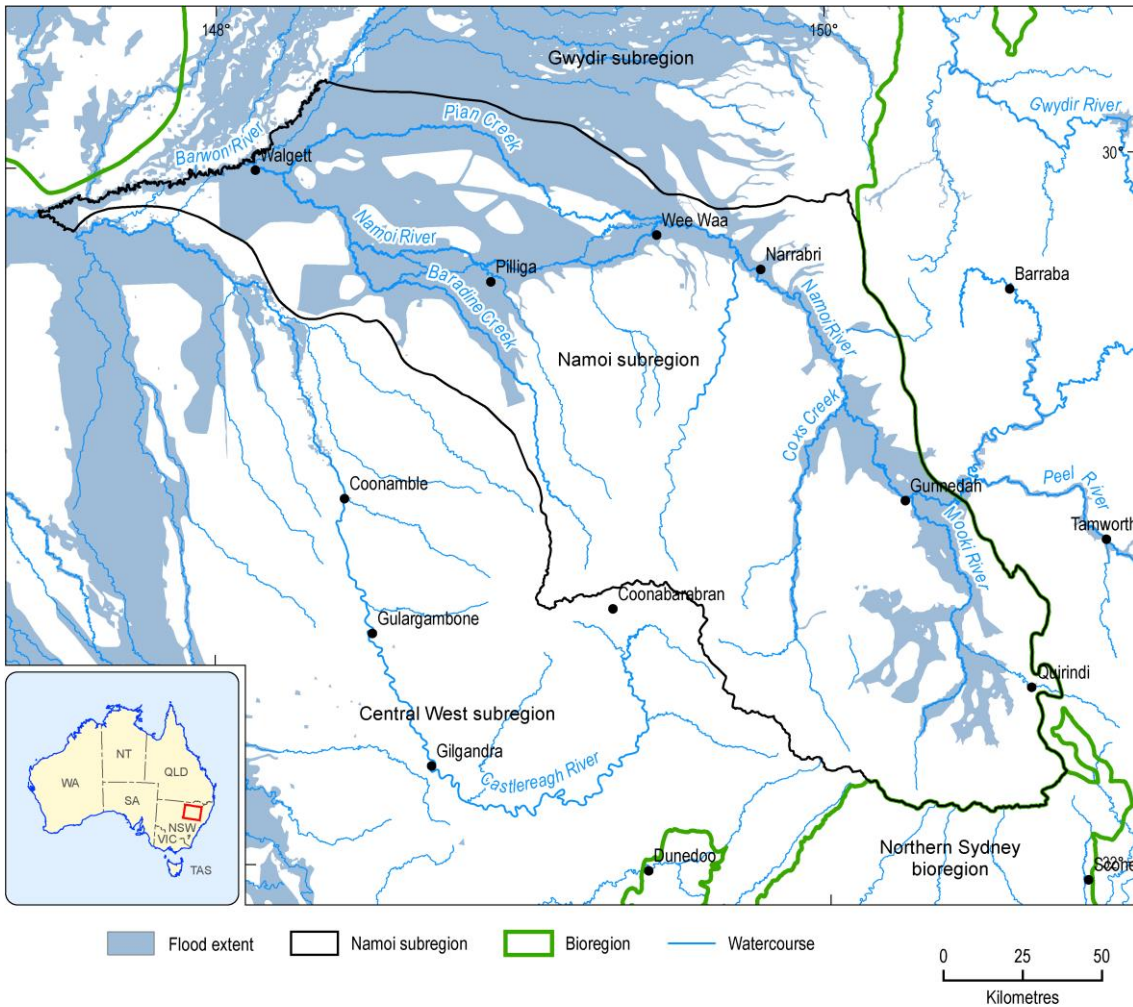 148°
150°
Gwydir subregion
Gwydir River
Pian Creek
30°
Barwon River
Walgett
Wee Waa
Namoi River
Narrabri
Pilliga
Barraba
Baradine Creek
Namoi River
Namoi subregion
Coxs Creek
Coonamble
Gunnedah
Peel River
Mooki River
Tamworth
Coonabarabran
Gulargambone
Quirindi
Central West subregion
Gilgandra
Castlereagh River
Northern Sydney
bioregion
Dunedoo
Scone
32°
NT
QLD
WA
SA
NSW
VIC
TAS
Flood extent
Namoi subregion
Bioregion
Watercourse
0 25 50
Kilometres